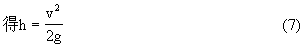 得h = v²/2g (7)